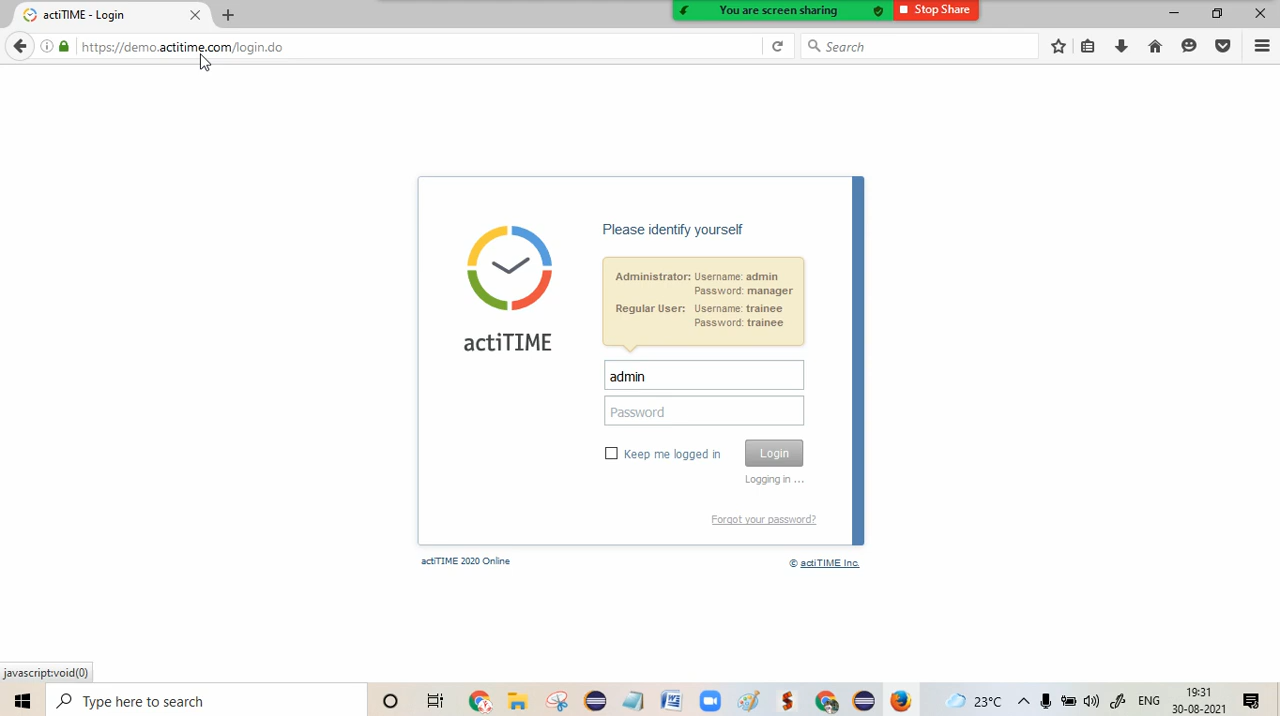 actiTIME - Login
You are screen sharing
Stop Share
https://demo.actitime.com/login.do
Search
Please identify yourself
Administrator: Username: admin
Password: manager
Regular User: Username: trainee
Password: trainee
actiTIME
admin
Password
Keep me logged in
Login
Logging in ...
Forgot your password?
actiTIME 2020 Online
© actiTIME Inc.
javascript:void(0)
Type here to search
23°C
ENG
19:31
30-08-2021